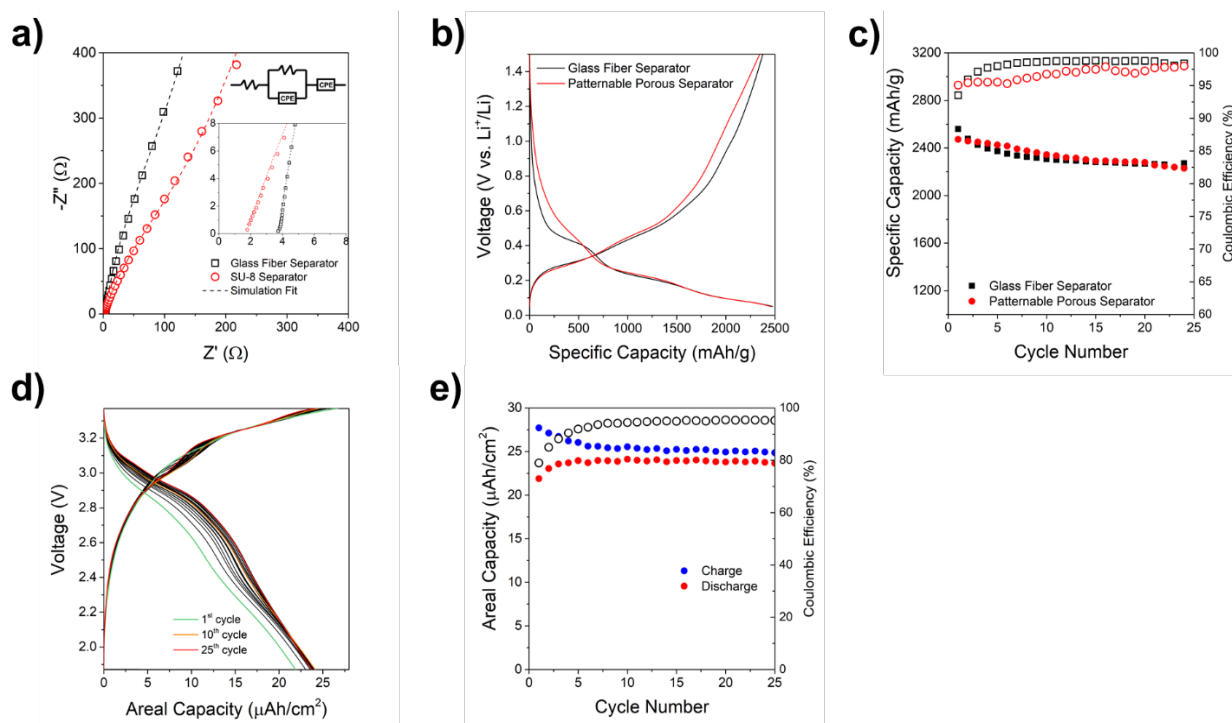 a)
400
300
200
100
0
-Z" (Ω)
0 100 200 300 400
Z' (Ω)
CPE
CPE
8
6
4
2
0
0 2 4 6 8
Glass Fiber Separator
SU-8 Separator
Simulation Fit
b)
1.4
1.2
1.0
0.8
0.6
0.4
0.2
0.0
Voltage (V vs. Li⁺/Li)
0 500 1000 1500 2000 2500
Specific Capacity (mAh/g)
Glass Fiber Separator
Patternable Porous Separator
c)
3200
2800
2400
2000
1600
1200
Specific Capacity (mAh/g)
100
95
90
85
80
75
70
65
60
Coulombic Efficiency (%)
0 5 10 15 20 25
Cycle Number
Glass Fiber Separator
Patternable Porous Separator
d)
3.2
3.0
2.8
2.6
2.4
2.2
2.0
Voltage (V)
0 5 10 15 20 25
Areal Capacity (μAh/cm²)
1ˢᵗ cycle
10ᵗʰ cycle
25ᵗʰ cycle
e)
30
25
20
15
10
5
0
Areal Capacity (μAh/cm²)
100
80
60
40
20
0
Coulombic Efficiency (%)
0 5 10 15 20 25
Cycle Number
Charge
Discharge